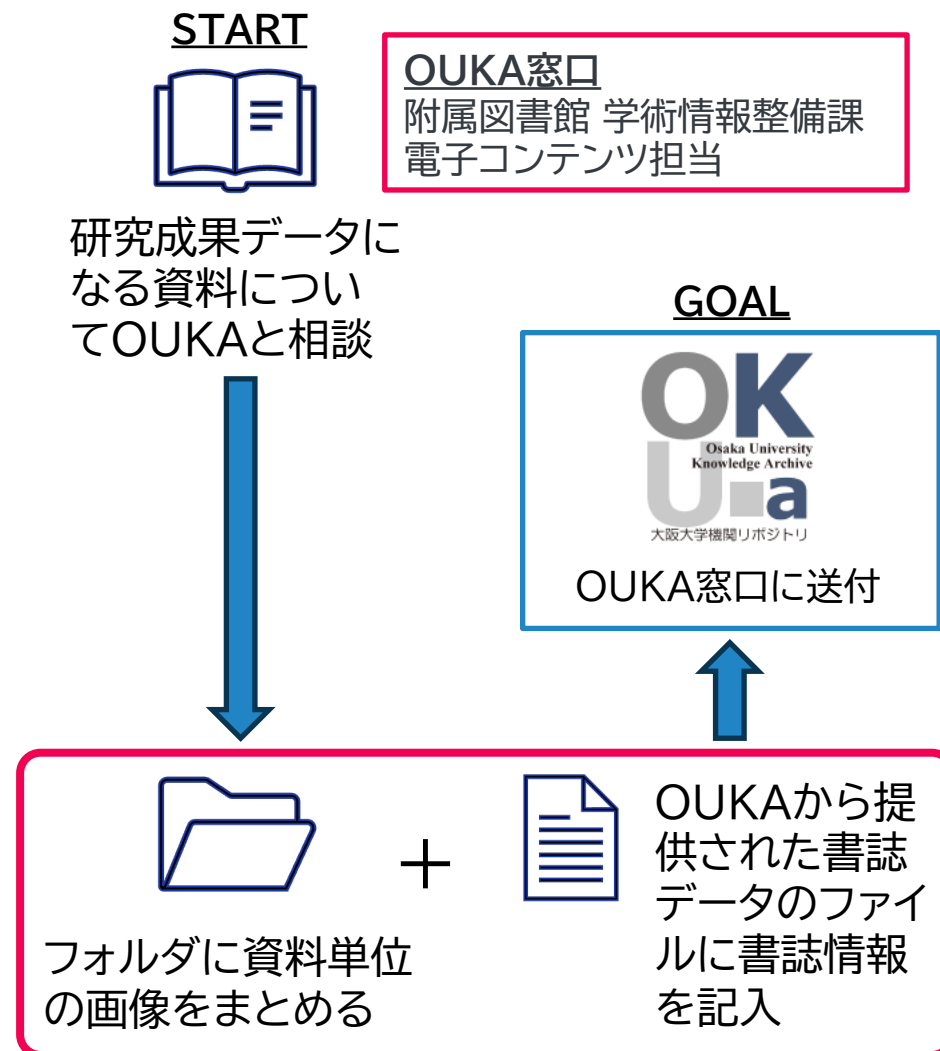 START
OUKA窓口
附属図書館 学術情報整備課
電子コンテンツ担当
研究成果データに
なる資料につい
てOUKAと相談
GOAL
OK
Osaka University
Knowledge Archive
U a
大阪大学機関リポジトリ
OUKA窓口に送付
フォルダに資料単位
の画像をまとめる
+
OUKAから提
供された書誌
データのファイ
ルに書誌情報
を記入